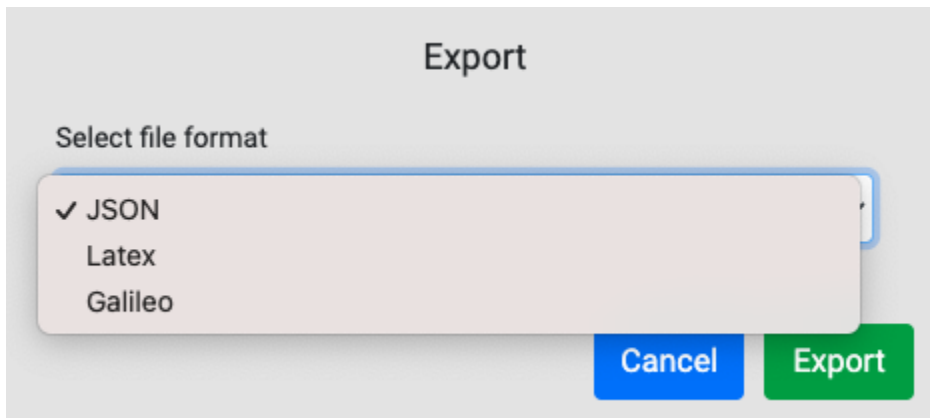 Export
Select file format
✓ JSON
Latex
Galileo
Cancel
Export